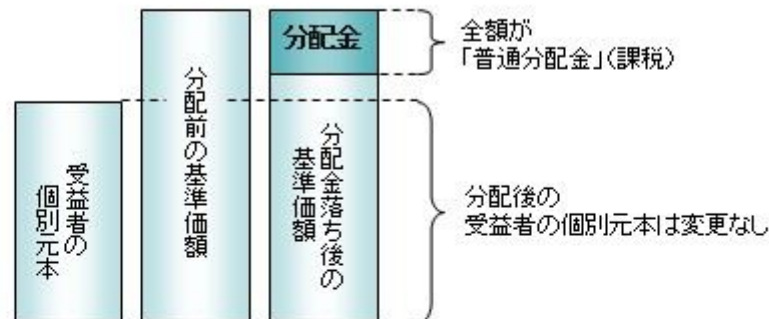 受益者の
個別元本
分配前の基準価額
分配金
分配金落ち後の
基準価額
全額が
「普通分配金」(課税)
分配後の
受益者の個別元本は変更なし